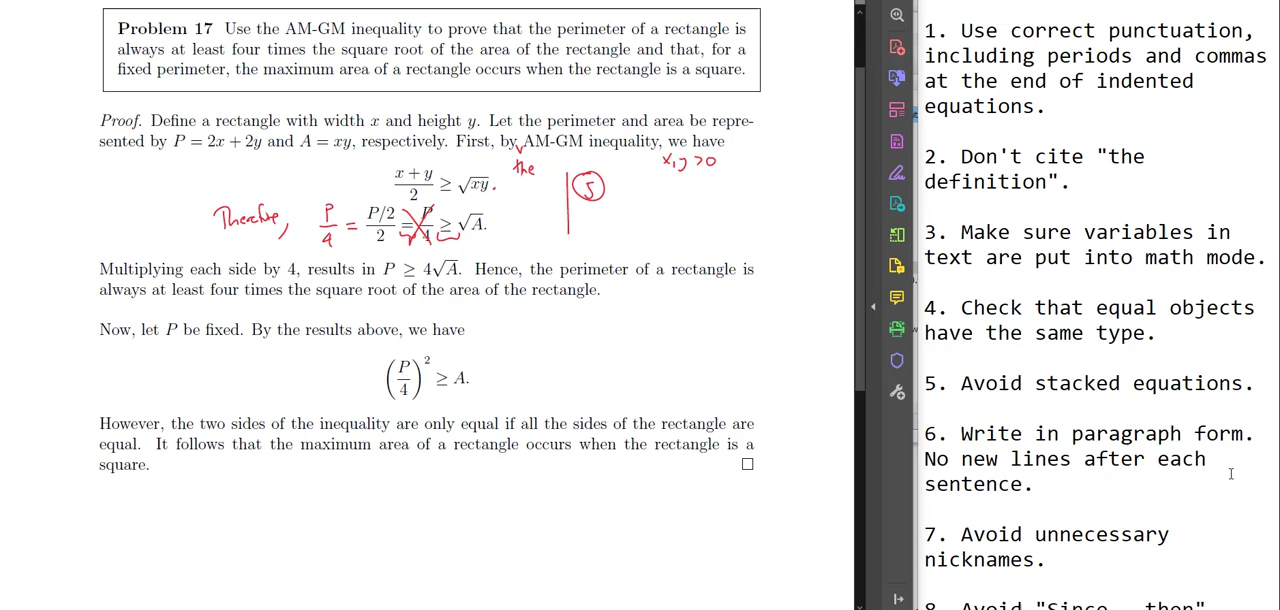 Problem 17 Use the AM-GM inequality to prove that the perimeter of a rectangle is
always at least four times the square root of the area of the rectangle and that, for a
fixed perimeter, the maximum area of a rectangle occurs when the rectangle is a square.
Proof. Define a rectangle with width x and height y. Let the perimeter and area be repre-
sented by P = 2x + 2y and A = xy, respectively. First, by AM-GM inequality, we have
the
x, y > 0
(x + y)/2 ≥ √xy.
5
Therefore, P/4 = (P/2)/2 = P/4 ≥ √A.
Multiplying each side by 4, results in P ≥ 4√A. Hence, the perimeter of a rectangle is
always at least four times the square root of the area of the rectangle.
Now, let P be fixed. By the results above, we have
(P/4)² ≥ A.
However, the two sides of the inequality are only equal if all the sides of the rectangle are
equal. It follows that the maximum area of a rectangle occurs when the rectangle is a
square. □
1. Use correct punctuation,
including periods and commas
at the end of indented
equations.
2. Don't cite "the
definition".
3. Make sure variables in
text are put into math mode.
4. Check that equal objects
have the same type.
5. Avoid stacked equations.
6. Write in paragraph form.
No new lines after each
sentence.
7. Avoid unnecessary
nicknames.
8. Avoid "Since...then"